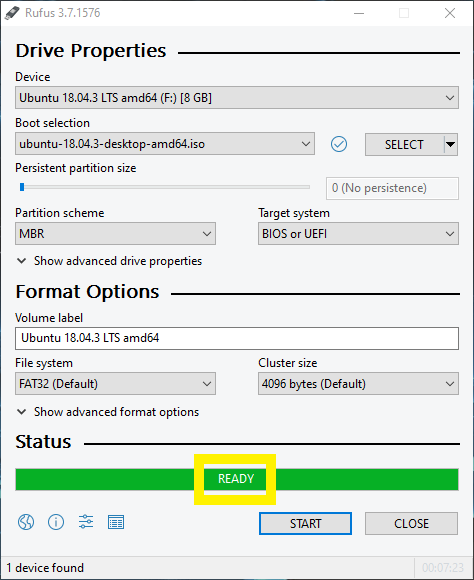 Rufus 3.7.1576
Drive Properties
Device
Ubuntu 18.04.3 LTS amd64 (F:) [8 GB]
Boot selection
ubuntu-18.04.3-desktop-amd64.iso
SELECT
Persistent partition size
0 (No persistence)
Partition scheme Target system
MBR BIOS or UEFI
Show advanced drive properties
Format Options
Volume label
Ubuntu 18.04.3 LTS amd64
File system Cluster size
FAT32 (Default) 4096 bytes (Default)
Show advanced format options
Status
READY
START CLOSE
1 device found 00:07:23